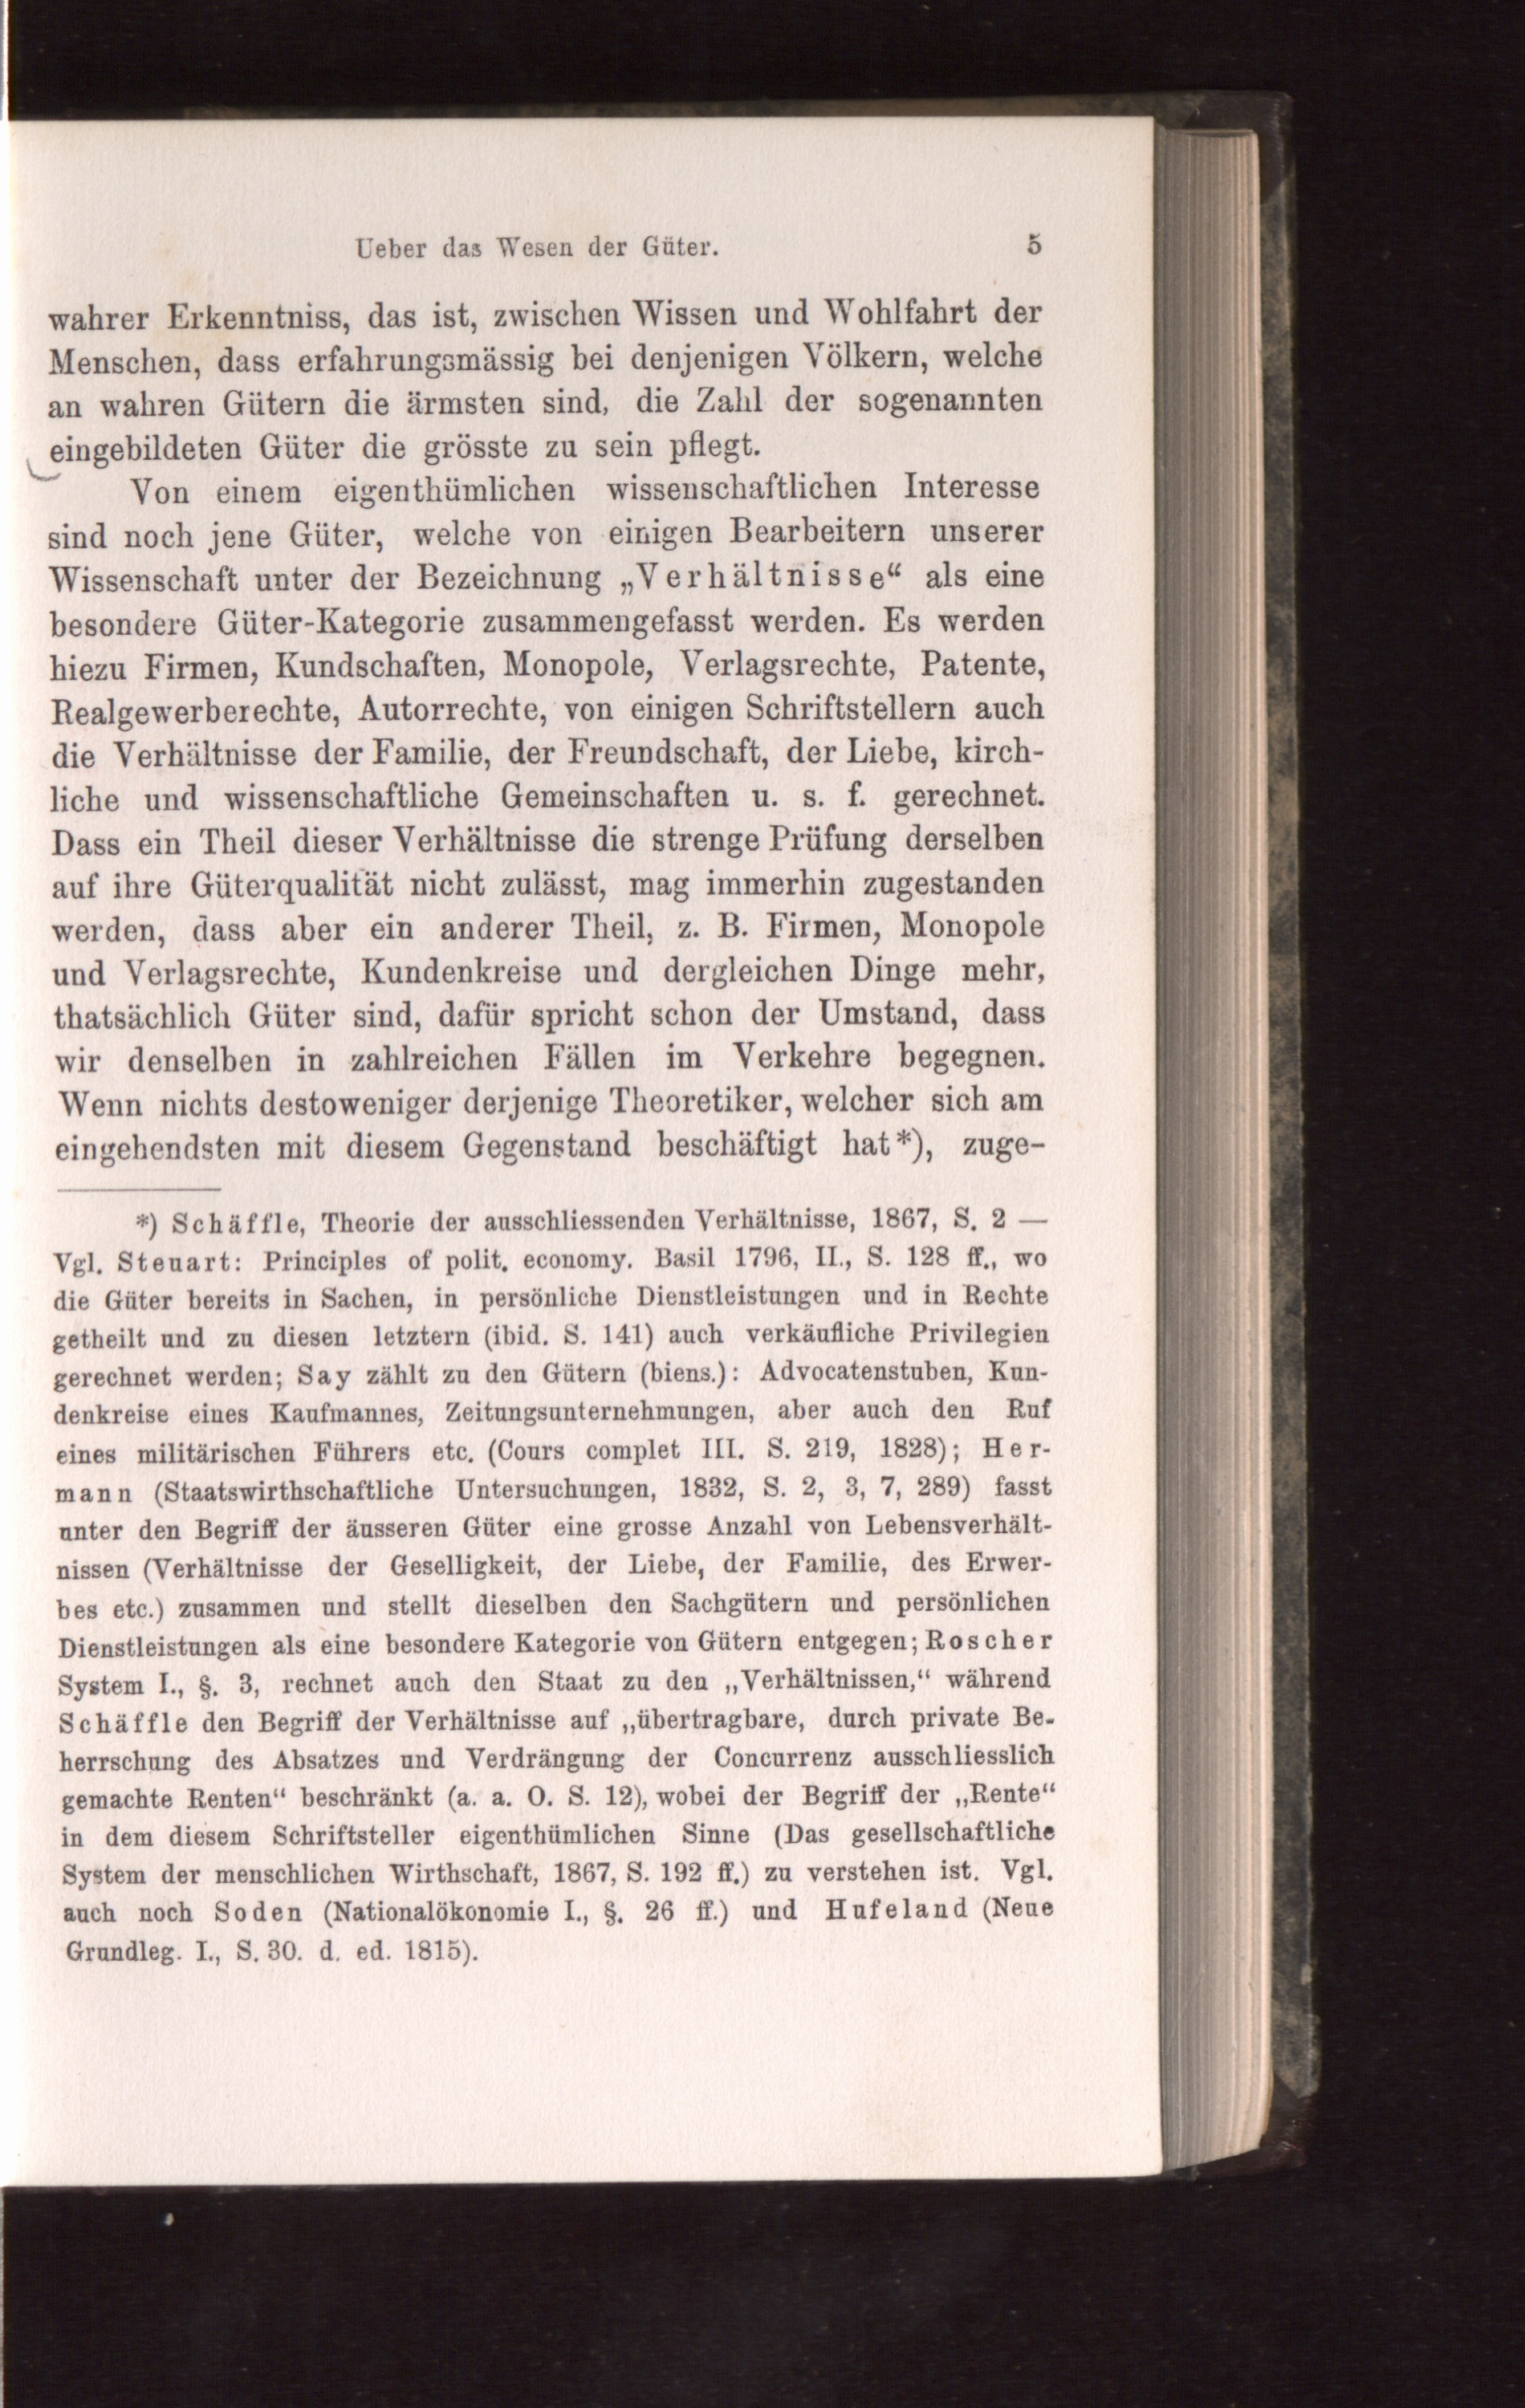 Ueber das Wesen der Güter. 5
wahrer Erkenntniss, das ist, zwischen Wissen und Wohlfahrt der
Menschen, dass erfahrungsmässig bei denjenigen Völkern, welche
an wahren Gütern die ärmsten sind, die Zahl der sogenannten
eingebildeten Güter die grösste zu sein pflegt.
Von einem eigenthümlichen wissenschaftlichen Interesse
sind noch jene Güter, welche von einigen Bearbeitern unserer
Wissenschaft unter der Bezeichnung „Verhältnisse“ als eine
besondere Güter-Kategorie zusammengefasst werden. Es werden
hiezu Firmen, Kundschaften, Monopole, Verlagsrechte, Patente,
Realgewerberechte, Autorrechte, von einigen Schriftstellern auch
die Verhältnisse der Familie, der Freundschaft, der Liebe, kirch-
liche und wissenschaftliche Gemeinschaften u. s. f. gerechnet.
Dass ein Theil dieser Verhältnisse die strenge Prüfung derselben
auf ihre Güterqualität nicht zulässt, mag immerhin zugestanden
werden, dass aber ein anderer Theil, z. B. Firmen, Monopole
und Verlagsrechte, Kundenkreise und dergleichen Dinge mehr,
thatsächlich Güter sind, dafür spricht schon der Umstand, dass
wir denselben in zahlreichen Fällen im Verkehre begegnen.
Wenn nichts destoweniger derjenige Theoretiker, welcher sich am
eingehendsten mit diesem Gegenstand beschäftigt hat*), zuge-
*) Schäffle, Theorie der ausschliessenden Verhältnisse, 1867, S. 2 —
Vgl. Steuart: Principles of polit. economy. Basil 1796, II., S. 128 ff., wo
die Güter bereits in Sachen, in persönliche Dienstleistungen und in Rechte
getheilt und zu diesen letztern (ibid. S. 141) auch verkäufliche Privilegien
gerechnet werden; Say zählt zu den Gütern (biens.): Advocatenstuben, Kun-
denkreise eines Kaufmannes, Zeitungsunternehmungen, aber auch den Ruf
eines militärischen Führers etc. (Cours complet III. S. 219, 1828); Her-
mann (Staatswirthschaftliche Untersuchungen, 1832, S. 2, 3, 7, 289) fasst
unter den Begriff der äusseren Güter eine grosse Anzahl von Lebensverhält-
nissen (Verhältnisse der Geselligkeit, der Liebe, der Familie, des Erwer-
bes etc.) zusammen und stellt dieselben den Sachgütern und persönlichen
Dienstleistungen als eine besondere Kategorie von Gütern entgegen; Roscher
System I., §. 3, rechnet auch den Staat zu den „Verhältnissen,“ während
Schäffle den Begriff der Verhältnisse auf „übertragbare, durch private Be-
herrschung des Absatzes und Verdrängung der Concurrenz ausschliesslich
gemachte Renten“ beschränkt (a. a. O. S. 12), wobei der Begriff der „Rente“
in dem diesem Schriftsteller eigenthümlichen Sinne (Das gesellschaftliche
System der menschlichen Wirthschaft, 1867, S. 192 ff.) zu verstehen ist. Vgl.
auch noch Soden (Nationalökonomie I., §. 26 ff.) und Hufeland (Neue
Grundleg. I., S. 30. d. ed. 1815).